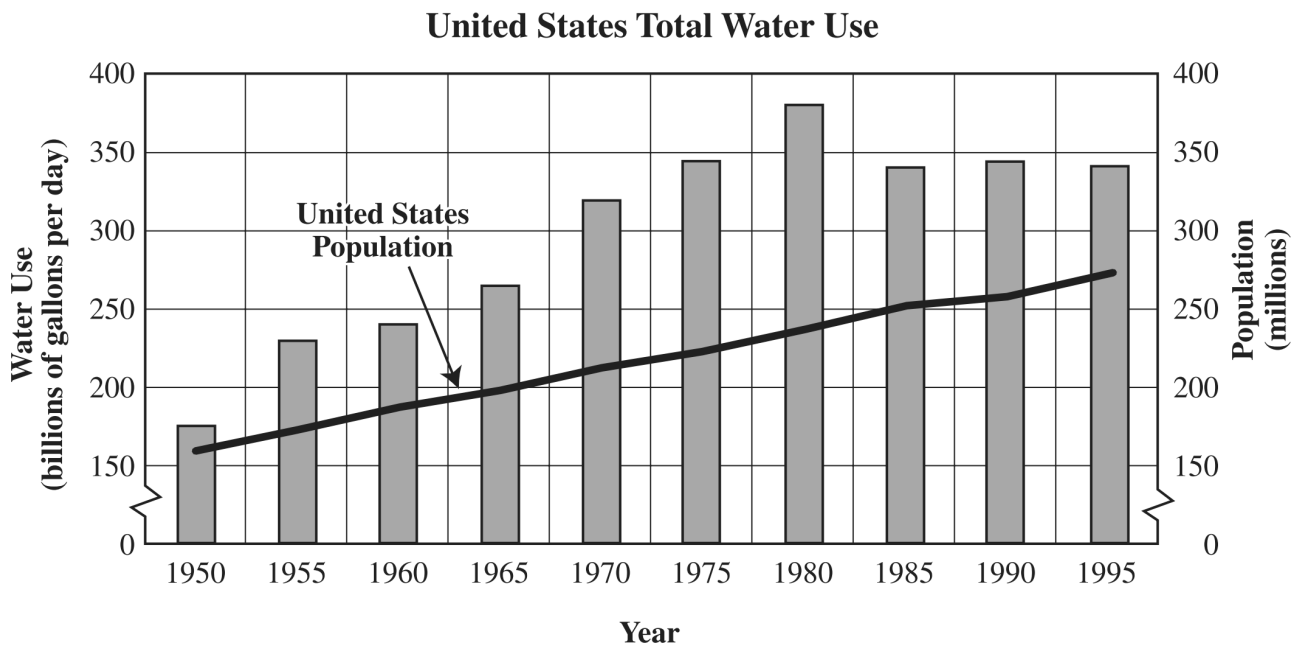 United States Total Water Use
400
350
300
250
200
150
0
Water Use
(billions of gallons per day)
United States
Population
400
350
300
250
200
150
0
Population
(millions)
1950 1955 1960 1965 1970 1975 1980 1985 1990 1995
Year